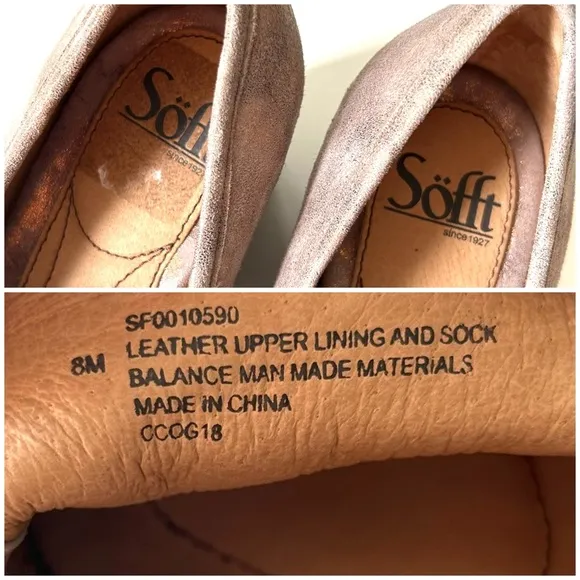 Söfft
since 1927
Söfft
since 1927
SF0010590
8M LEATHER UPPER LINING AND SOCK
BALANCE MAN MADE MATERIALS
MADE IN CHINA
CCOG18